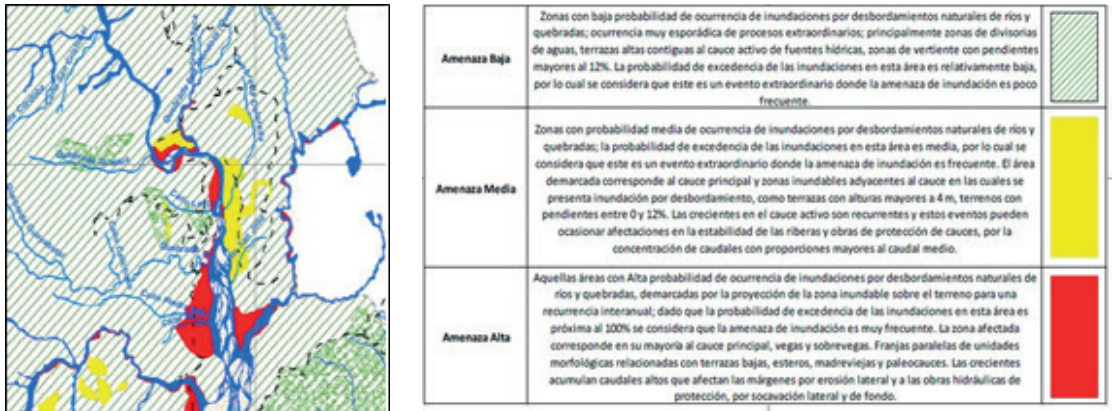 Amenaza Baja
Zonas con baja probabilidad de ocurrencia de inundaciones por desbordamientos naturales de ríos y
quebradas; ocurrencia muy esporádica de procesos extraordinarios; principalmente zonas de divisorias
de aguas, terrazas altas contiguas al cauce activo de fuentes hídricas, zonas de vertiente con pendientes
mayores al 12%. La probabilidad de excedencia de las inundaciones en esta área es relativamente baja,
por lo cual se considera que este es un evento extraordinario donde la amenaza de inundación es poco
frecuente.
Amenaza Media
Zonas con probabilidad media de ocurrencia de inundaciones por desbordamientos naturales de ríos y
quebradas; la probabilidad de excedencia de las inundaciones en esta área es media, por lo cual se
considera que este es un evento extraordinario donde la amenaza de inundación es frecuente. El área
demarcada corresponde al cauce principal y zonas inundables adyacentes al cauce en las cuales se
presenta inundación por desbordamiento, como terrazas con alturas mayores a 4 m, terrenos con
pendientes entre 0 y 12%. Las crecientes en el cauce activo son recurrentes y estos eventos pueden
ocasionar afectaciones en la estabilidad de las riberas y obras de protección de cauces, por la
concentración de caudales con proporciones mayores al caudal medio.
Amenaza Alta
Aquellas áreas con Alta probabilidad de ocurrencia de inundaciones por desbordamientos naturales de
ríos y quebradas, demarcadas por la proyección de la zona inundable sobre el terreno para una
recurrencia interanual; dado que la probabilidad de excedencia de las inundaciones en esta área es
próxima al 100% se considera que la amenaza de inundación es muy frecuente. La zona afectada
corresponde en su mayoría al cauce principal, vegas y sobrevegas. Franjas paralelas de unidades
morfológicas relacionadas con terrazas bajas, esteros, madreviejas y paleocauces. Las crecientes
acumulan caudales altos que afectan las márgenes por erosión lateral y a las obras hidráulicas de
protección, por socavación lateral y de fondo.